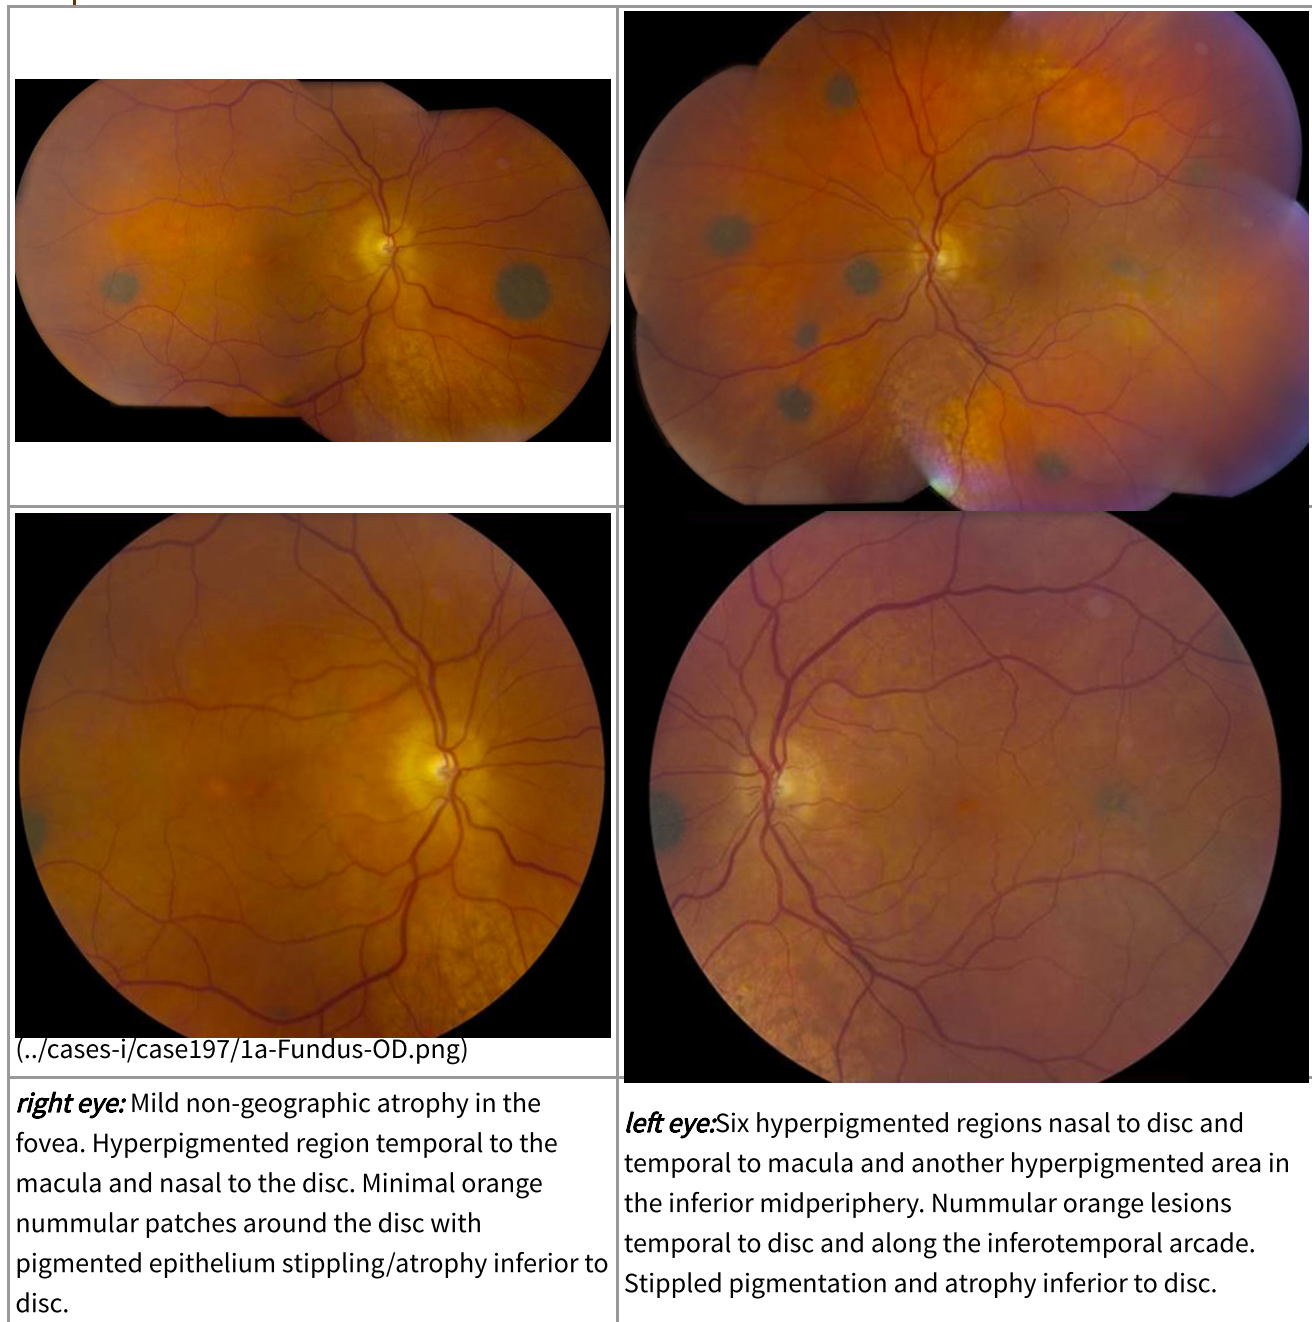 (../cases-i/case197/1a-Fundus-OD.png)
right eye: Mild non-geographic atrophy in the
fovea. Hyperpigmented region temporal to the
macula and nasal to the disc. Minimal orange
nummular patches around the disc with
pigmented epithelium stippling/atrophy inferior to
disc.
left eye:Six hyperpigmented regions nasal to disc and
temporal to macula and another hyperpigmented area in
the inferior midperiphery. Nummular orange lesions
temporal to disc and along the inferotemporal arcade.
Stippled pigmentation and atrophy inferior to disc.